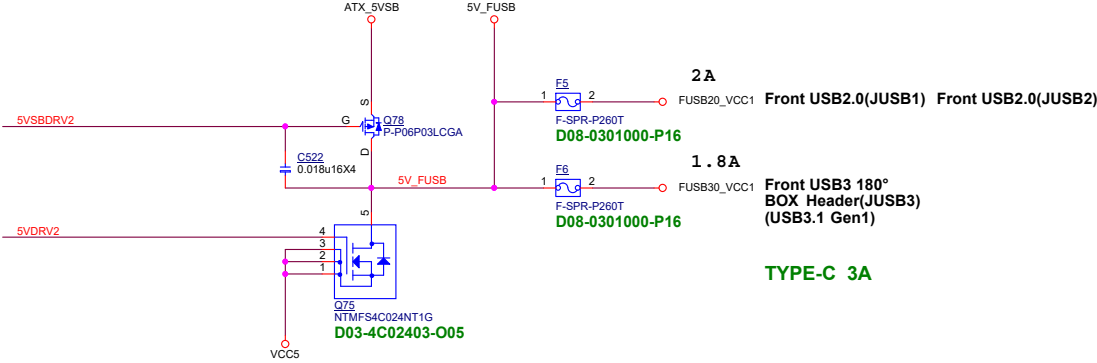 ATX_5VSB
5V_FUSB
2A
F5
1
2
FUSB20_VCC1
Front USB2.0(JUSB1) Front USB2.0(JUSB2)
F-SPR-P260T
D08-0301000-P16
S
5VSBDRV2
G
Q78
P-P06P03LCGA
D
C522
0.018u16X4
5V_FUSB
1.8A
F6
1
2
FUSB30_VCC1
Front USB3 180°
BOX Header(JUSB3)
(USB3.1 Gen1)
F-SPR-P260T
D08-0301000-P16
5
5VDRV2
4
3
2
1
TYPE-C 3A
Q75
NTMFS4C024NT1G
D03-4C02403-O05
VCC5